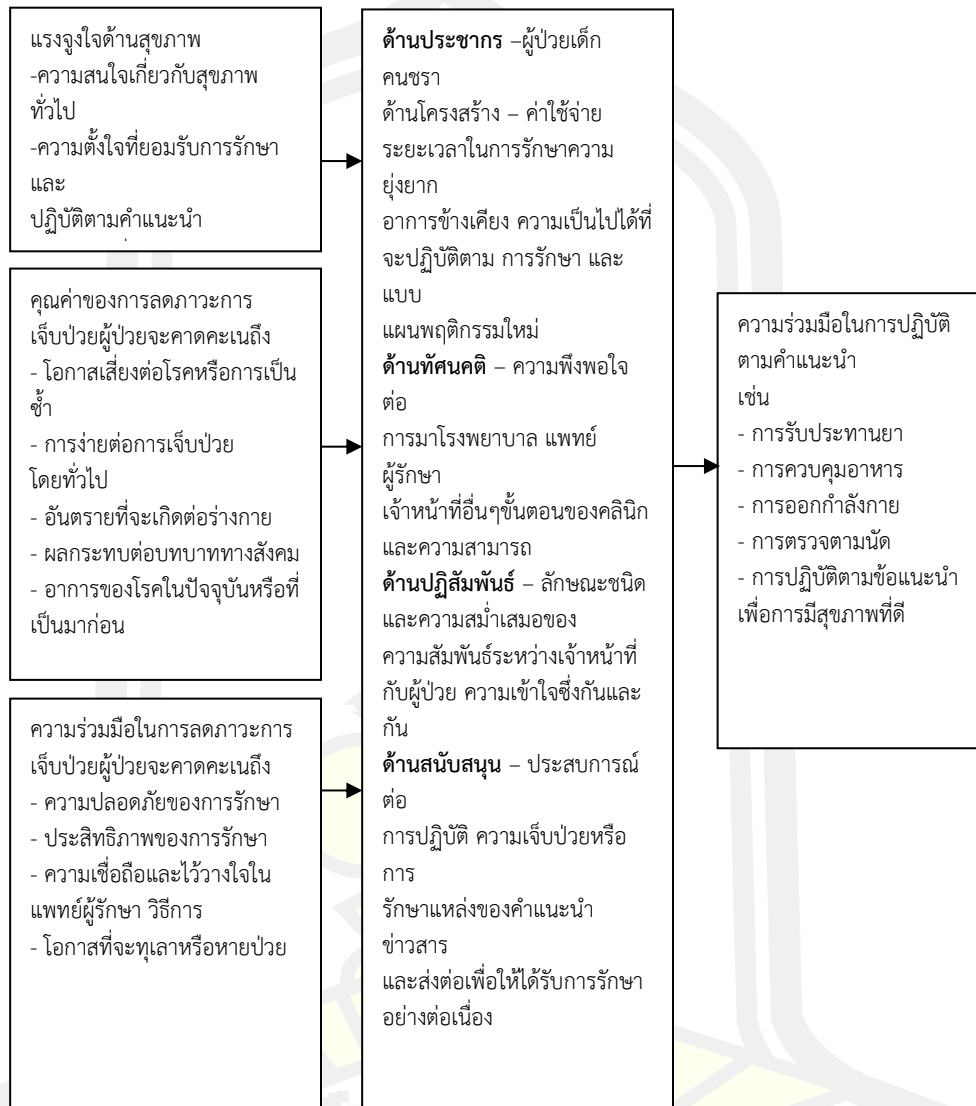 แรงจูงใจด้านสุขภาพ
-ความสนใจเกี่ยวกับสุขภาพ
ทั่วไป
-ความตั้งใจที่ยอมรับการรักษา
และ
ปฏิบัติตามคำแนะนำ
คุณค่าของการลดภาวะการ
เจ็บป่วยผู้ป่วยจะคาดคะเนถึง
- โอกาสเสี่ยงต่อโรคหรือการเป็น
ซ้ำ
- การง่ายต่อการเจ็บป่วย
โดยทั่วไป
- อันตรายที่จะเกิดต่อร่างกาย
- ผลกระทบต่อบทบาททางสังคม
- อาการของโรคในปัจจุบันหรือที่
เป็นมาก่อน
ความร่วมมือในการลดภาวะการ
เจ็บป่วยผู้ป่วยจะคาดคะเนถึง
- ความปลอดภัยของการรักษา
- ประสิทธิภาพของการรักษา
- ความเชื่อถือและไว้วางใจใน
แพทย์ผู้รักษา วิธีการ
- โอกาสที่จะทุเลาหรือหายป่วย
ด้านประชากร –ผู้ป่วยเด็ก
คนชรา
ด้านโครงสร้าง – ค่าใช้จ่าย
ระยะเวลาในการรักษาความ
ยุ่งยาก
อาการข้างเคียง ความเป็นไปได้ที่
จะปฏิบัติตาม การรักษา และ
แบบ
แผนพฤติกรรมใหม่
ด้านทัศนคติ – ความพึงพอใจ
ต่อ
การมาโรงพยาบาล แพทย์
ผู้รักษา
เจ้าหน้าที่อื่นๆขั้นตอนของคลินิก
และความสามารถ
ด้านปฏิสัมพันธ์ – ลักษณะชนิด
และความสม่ำเสมอของ
ความสัมพันธ์ระหว่างเจ้าหน้าที่
กับผู้ป่วย ความเข้าใจซึ่งกันและ
กัน
ด้านสนับสนุน – ประสบการณ์
ต่อ
การปฏิบัติ ความเจ็บป่วยหรือ
การ
รักษาแหล่งของคำแนะนำ
ข่าวสาร
และส่งต่อเพื่อให้ได้รับการรักษา
อย่างต่อเนื่อง
ความร่วมมือในการปฏิบัติ
ตามคำแนะนำ
เช่น
- การรับประทานยา
- การควบคุมอาหาร
- การออกกำลังกาย
- การตรวจตามนัด
- การปฏิบัติตามข้อแนะนำ
เพื่อการมีสุขภาพที่ดี